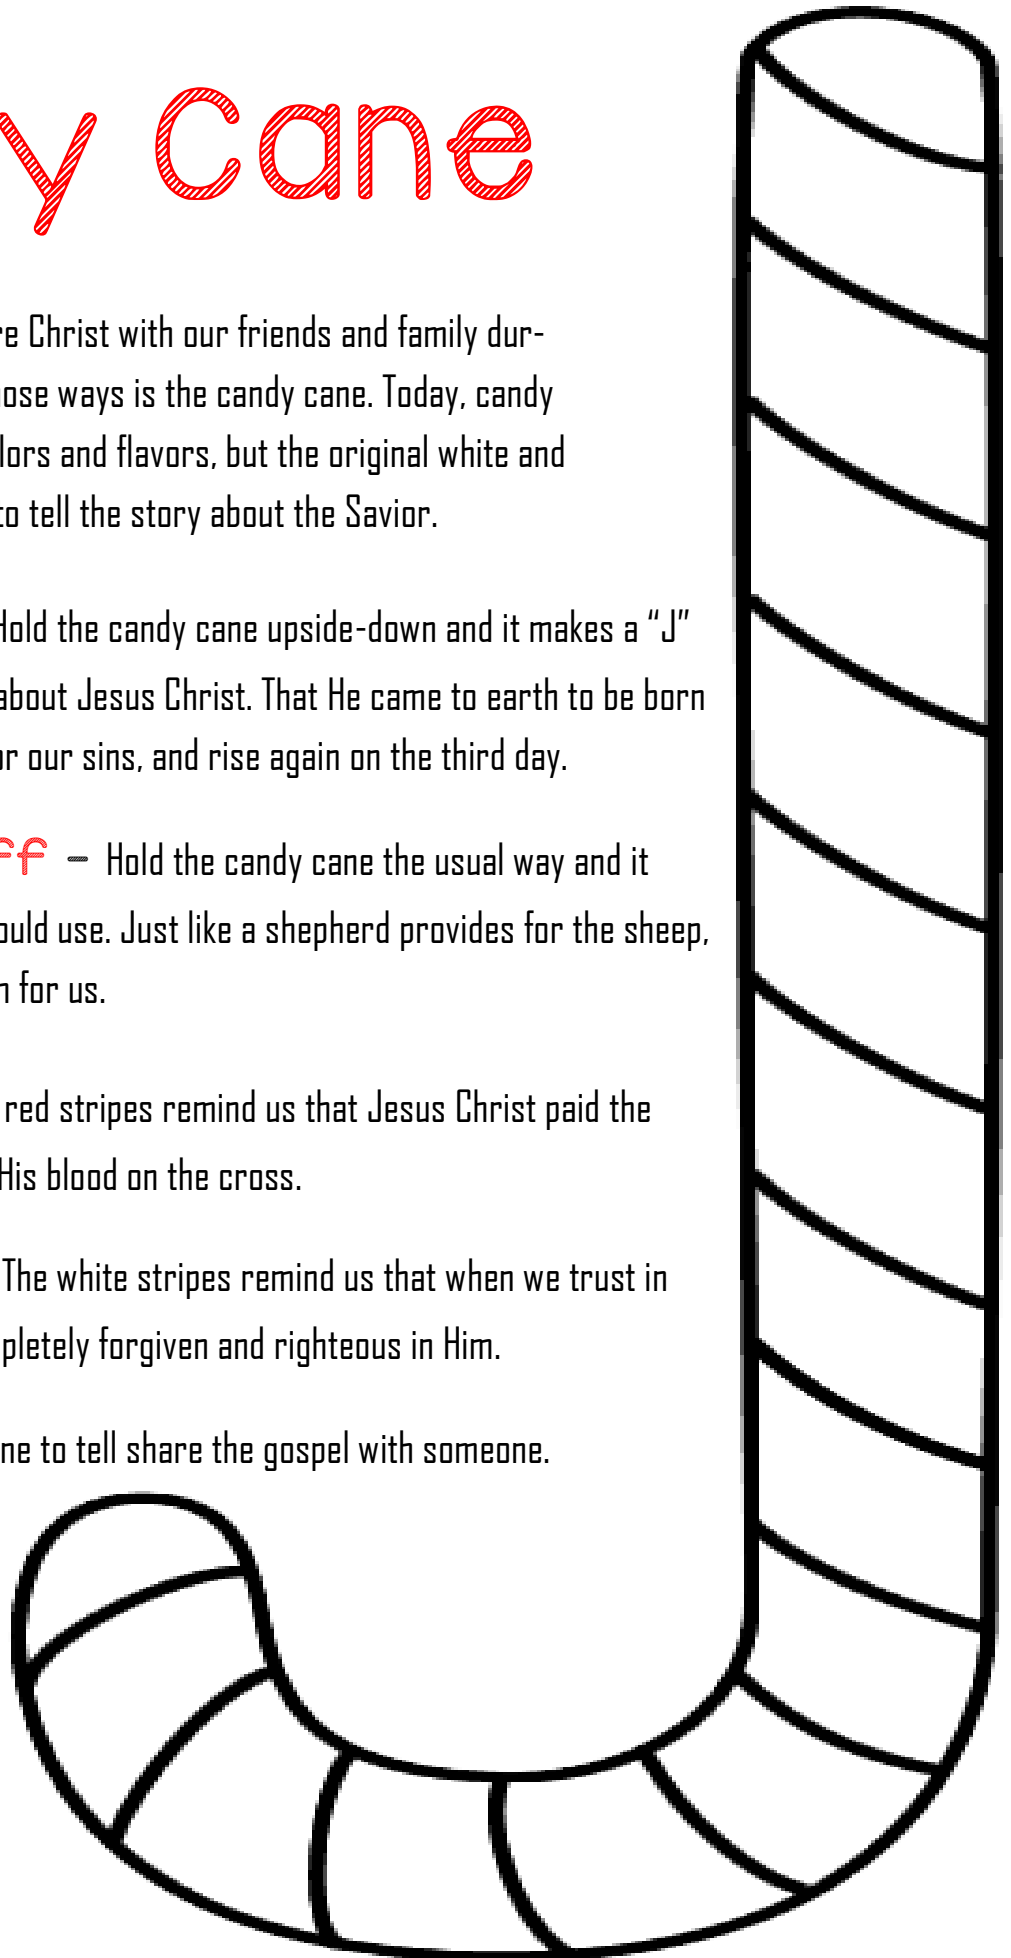 y Cane
re Christ with our friends and family dur-
hose ways is the candy cane. Today, candy
lors and flavors, but the original white and
to tell the story about the Savior.
Hold the candy cane upside-down and it makes a “J”
about Jesus Christ. That He came to earth to be born
or our sins, and rise again on the third day.
ff - Hold the candy cane the usual way and it
ould use. Just like a shepherd provides for the sheep,
n for us.
red stripes remind us that Jesus Christ paid the
His blood on the cross.
The white stripes remind us that when we trust in
pletely forgiven and righteous in Him.
ne to tell share the gospel with someone.